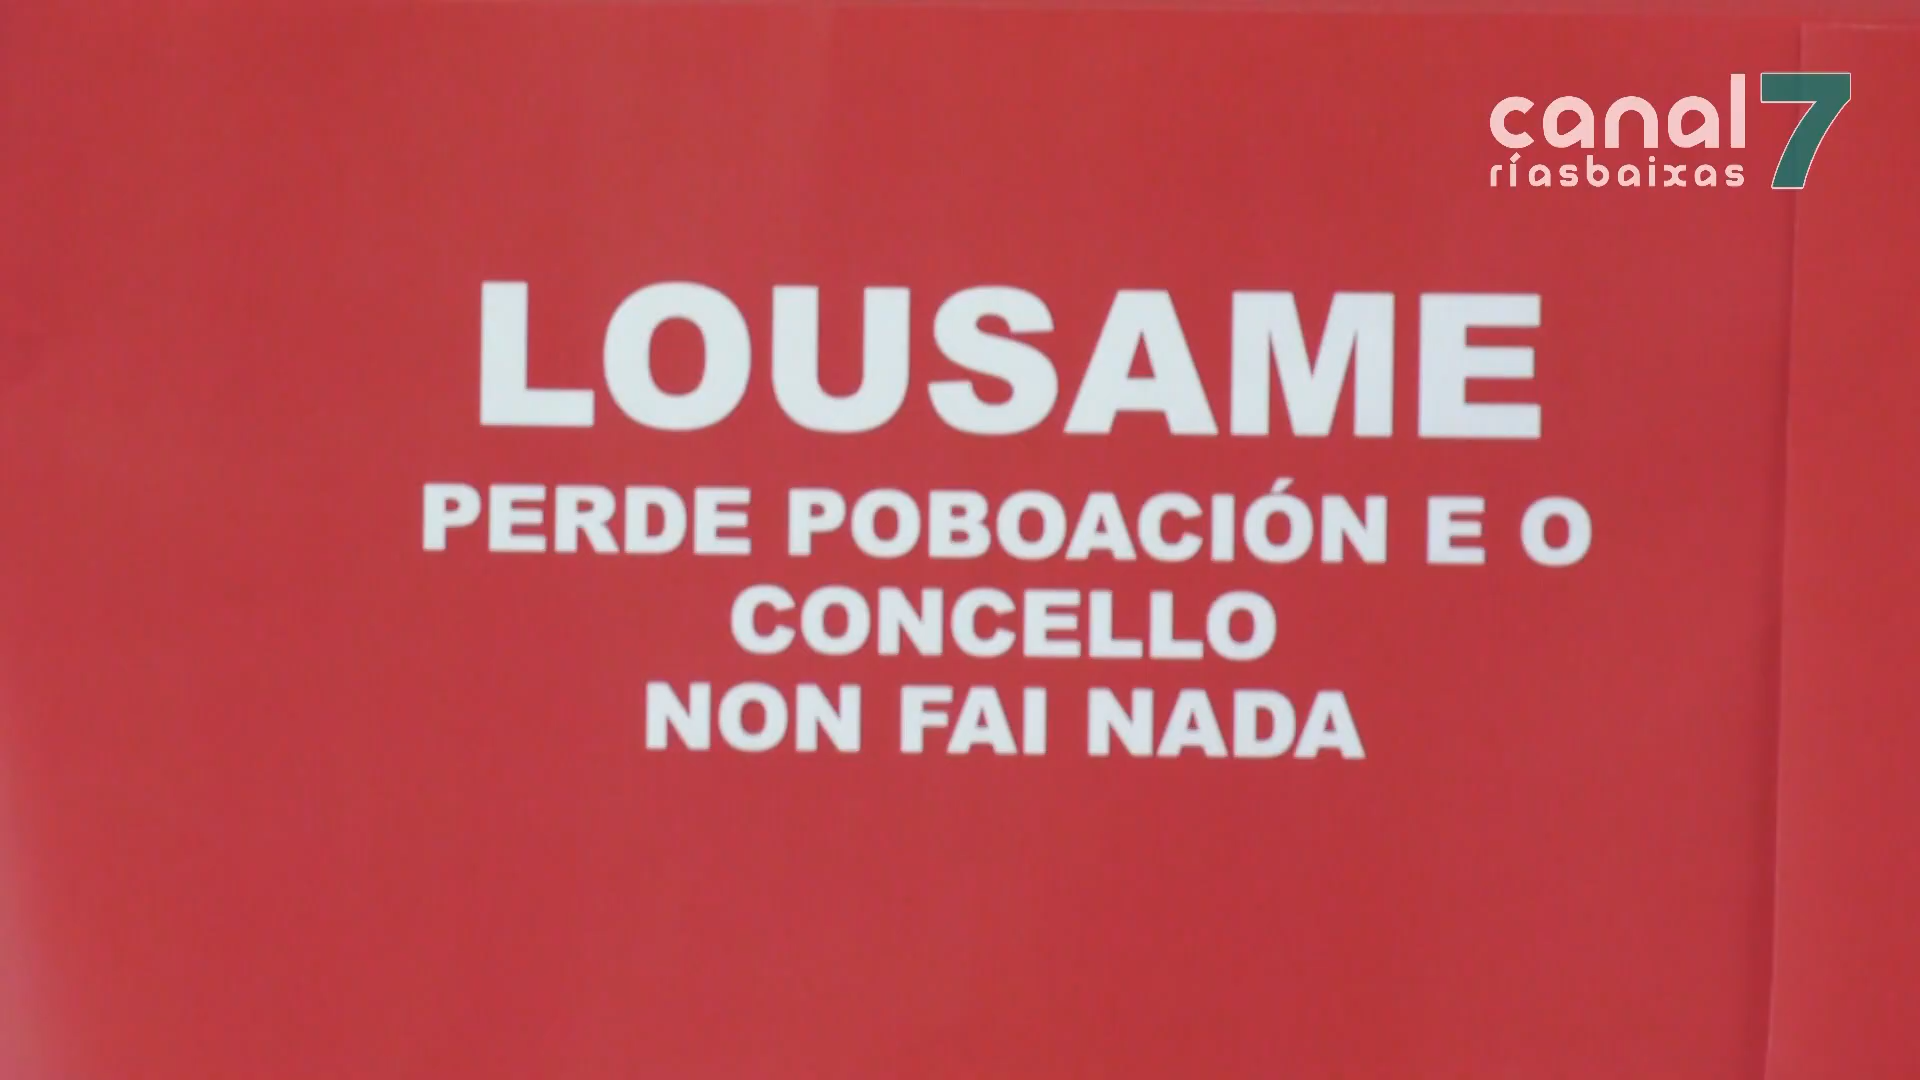 canal 7
ríasbaixas
LOUSAME
PERDE POBOACIÓN E O
CONCELLO
NON FAI NADA